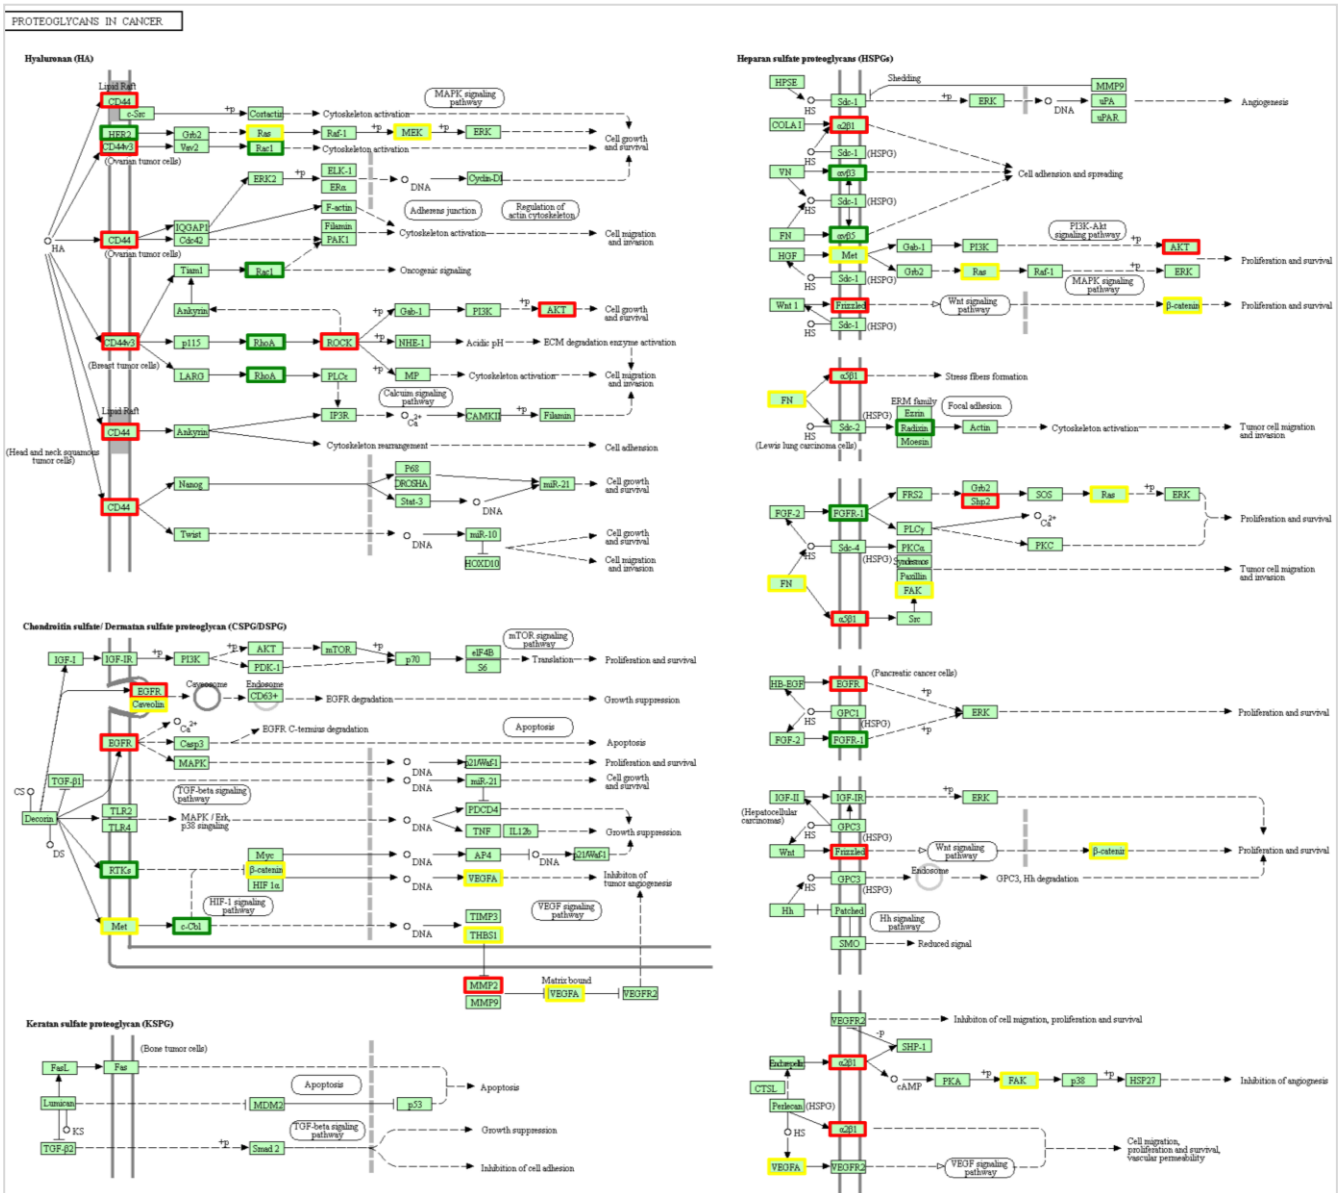 PROTEOGLYCANS IN CANCER
Hyaluronan (HA)
Lipid Raft
CD44
c-Src
+p
Cortactin
Cytoskeleton activation
MAPK signaling
pathway
HER2
Grb2
Ras
Raf-1
+p
MEK
+p
ERK
Cell growth
and survival
CD44v3
Vav2
Rac1
Cytoskeleton activation
(Ovarian tumor cells)
ERK2
+p
ELK-1
ERα
DNA
Cyclin-D1
F-actin
Adherens junction
Regulation of
actin cytoskeleton
HA
CD44
IQGAP1
Cdc42
Filamin
PAK1
Cytoskeleton activation
Cell migration
and invasion
(Ovarian tumor cells)
Tiam1
Rac1
Oncogenic signaling
Ankyrin
+p
+p
Gab-1
PI3K
+p
AKT
Cell growth
and survival
CD44v3
p115
RhoA
ROCK
+p
NHE-1
Acidic pH
ECM degradation enzyme activation
(Breast tumor cells)
LARG
RhoA
PLCε
+p
MP
Cytoskeleton activation
Cell migration
and invasion
Calcuim signaling
pathway
Lipid Raft
IP3R
Ca2+
CAMKII
+p
Filamin
CD44
Ankyrin
Cytoskeleton rearrangement
Cell adhension
(Head and neck squamous
tumor cells)
P68
DROSHA
Nanog
Stat-3
DNA
miR-21
Cell growth
and survival
CD44
Twist
DNA
miR-10
HOXD10
Cell growth
and survival
Cell migration
and invasion
Chondroitin sulfate/ Dermatan sulfate proteoglycan (CSPG/DSPG)
IGF-I
IGF-IR
+p
PI3K
+p
AKT
PDK-1
mTOR
+p
p70
eIF4B
S6
mTOR signaling
pathway
Translation
Proliferation and survival
EGFR
Caveolin
Caveosome
Endosome
CD63+
EGFR degradation
Growth suppression
Ca2+
EGFR
Casp3
EGFR C-termius degradation
Apoptosis
Apoptosis
MAPK
DNA
p21/Waf-1
Proliferation and survival
TGF-β1
DNA
miR-21
Cell growth
and survival
TGF-beta signaling
pathway
CS
Decorin
DS
TLR2
TLR4
MAPK / Erk,
p38 singaling
DNA
PDCD4
TNF
IL12b
Growth suppression
RTKs
Myc
β-catenin
HIF 1α
DNA
AP4
DNA
p21/Waf-1
DNA
VEGFA
Inhibiton of
tumor angiogenesis
HIF-1 signaling
pathway
VEGF signaling
pathway
Met
c-Cbl
DNA
TIMP3
THBS1
MMP2
MMP9
Matrix bound
VEGFA
VEGFR2
Keratan sulfate proteoglycan (KSPG)
(Bone tumor cells)
FasL
Fas
Apoptosis
Apoptosis
Lumican
MDM2
p53
KS
TGF-β2
+p
Smad 2
TGF-beta signaling
pathway
Growth suppression
Inhibition of cell adhesion
Heparan sulfate proteoglycans (HSPGs)
HPSE
HS
Sdc-1
Shedding
+p
ERK
DNA
MMP9
uPA
uPAR
Angiogenesis
COLA1
α2β1
HS
Sdc-1
(HSPG)
VN
αvβ3
Cell adhesion and spreading
HS
Sdc-1
(HSPG)
FN
αvβ5
PI3K-Akt
signaling pathway
HGF
Met
Gab-1
PI3K
+p
AKT
Proliferation and survival
Grb2
Ras
Raf-1
+p
ERK
HS
Sdc-1
(HSPG)
MAPK signaling
pathway
Wnt 1
Frizzled
Wnt signaling
pathway
β-catenin
Proliferation and survival
HS
Sdc-1
(HSPG)
FN
α5β1
Stress fibers formation
ERM family
Focal adhesion
HS
Sdc-2
(HSPG)
Ezrin
Radixin
Moesin
Actin
Cytoskeleton activation
Tumor cell migration
and invasion
(Lewis lung carcinoma cells)
FGF-2
FGFR-1
FRS2
Grb2
Shp2
SOS
Ras
+p
ERK
PLCγ
Ca2+
PKC
Proliferation and survival
HS
Sdc-4
(HSPG)
PKCα
Syndesmos
Paxillin
FAK
Tumor cell migration
and invasion
FN
α5β1
Src
HB-EGF
EGFR
(Pancreatic cancer cells)
+p
HS
GPC1
(HSPG)
ERK
Proliferation and survival
FGF-2
FGFR-1
+p
IGF-II
IGF-IR
+p
ERK
(Hepatocellular
carcinomas)
HS
GPC3
(HSPG)
Wnt
Frizzled
Wnt signaling
pathway
β-catenin
Proliferation and survival
HS
GPC3
(HSPG)
Endosome
GPC3, Hh degradation
Hh
Patched
Hh signaling
pathway
SMO
Reduced signal
VEGFR2
Inhibiton of cell migration, proliferation and survival
-p
SHP-1
Endorepellin
α2β1
cAMP
+p
PKA
FAK
+p
p38
+p
HSP27
Inhibition of angiognesis
CTSL
Perlecan
(HSPG)
HS
α2β1
Cell migration,
proliferation and survival,
vascular permeability
VEGFA
VEGFR2
VEGF signaling
pathway